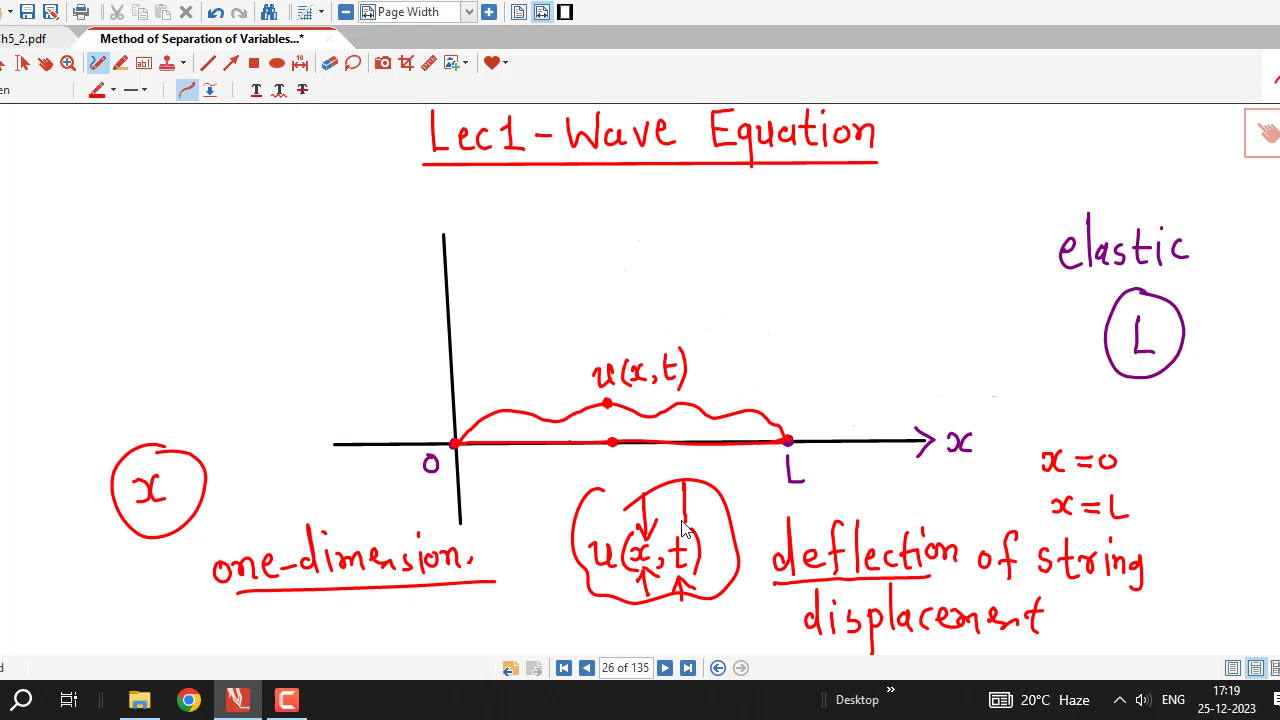 Page Width
Ch5_2.pdf
Method of Separation of Variables...*
Lec1 - Wave Equation
elastic
L
u(x,t)
x
O
L
x
x = 0
x = L
one-dimension.
u(x,t)
deflection of string
displacement
26 of 135
Desktop
»
20°C Haze
ENG
17:19
25-12-2023